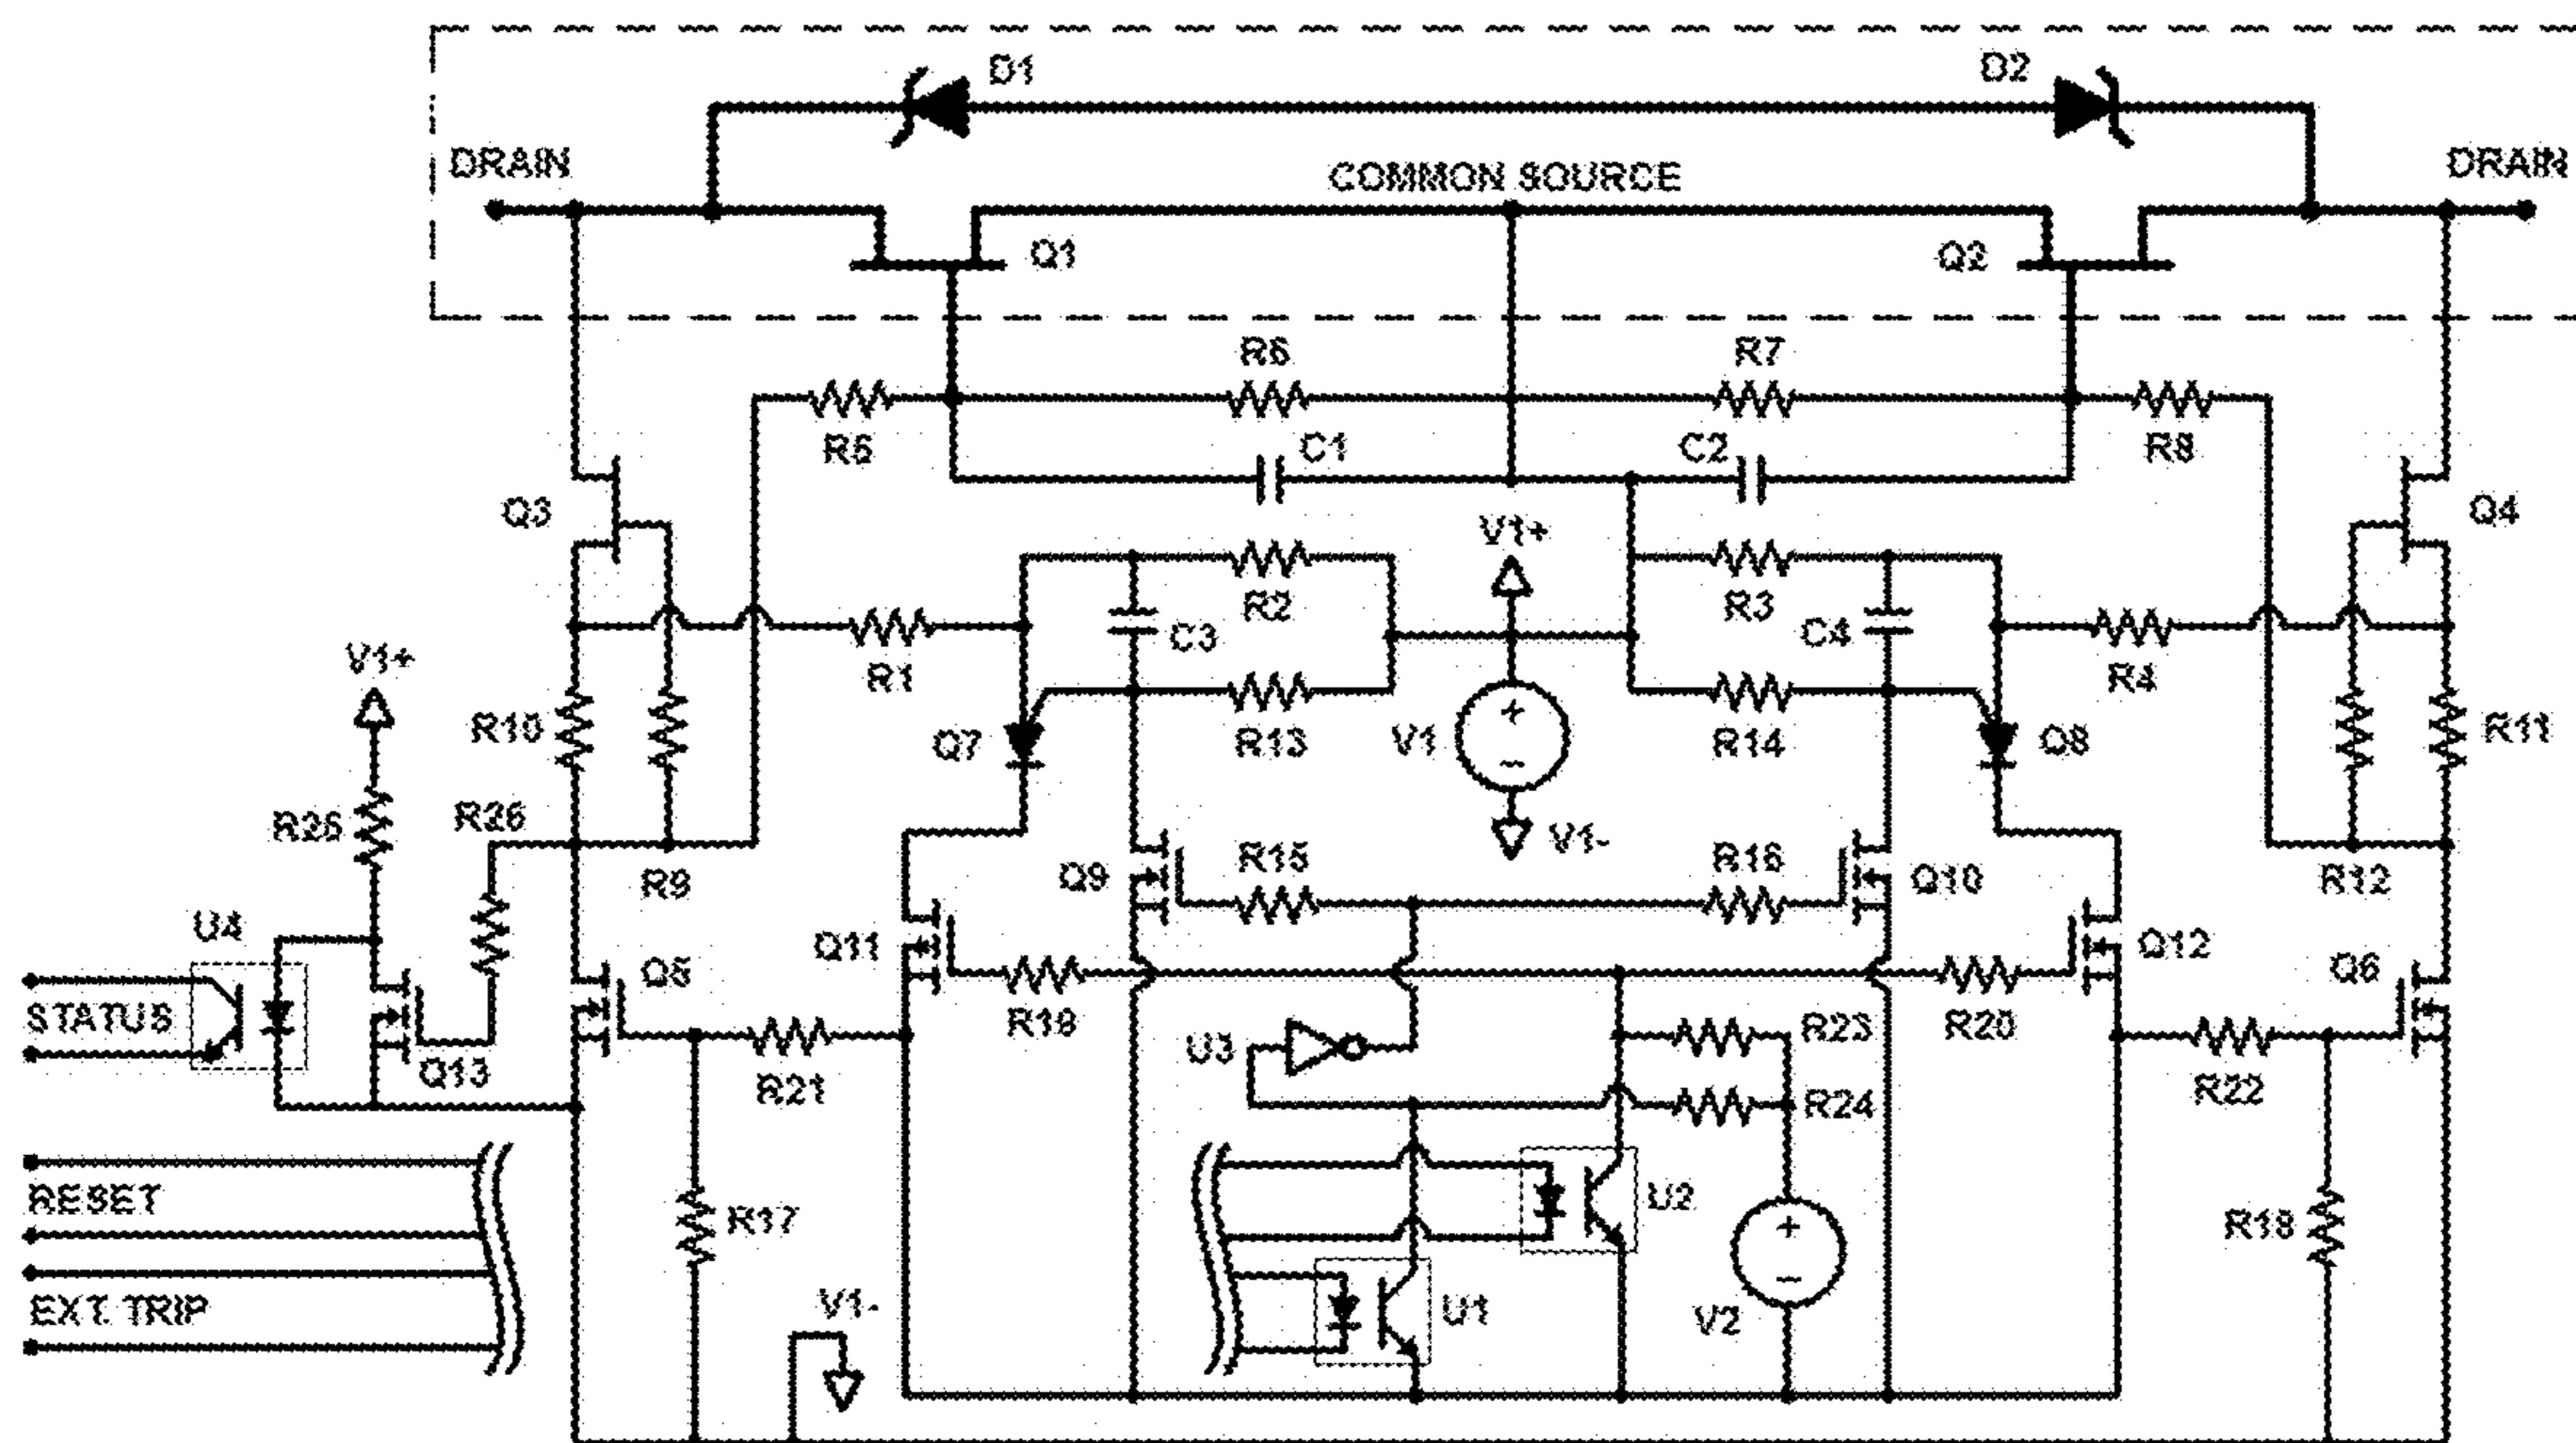 D1
D2
DRAIN
COMMON SOURCE
DRAIN
Q1
Q2
R6
R7
R5
C1
C2
R8
Q3
V1+
Q4
R2
R3
C3
C4
R1
R4
V1+
R10
Q7
R13
V1
R14
Q8
R11
R25
R26
V1-
Q9
R15
R16
Q10
R9
R12
U4
Q11
Q12
Q5
Q6
STATUS
R19
U3
R23
R20
Q13
R21
R24
R22
RESET
R17
U2
R18
EXT. TRIP
V1-
U1
V2